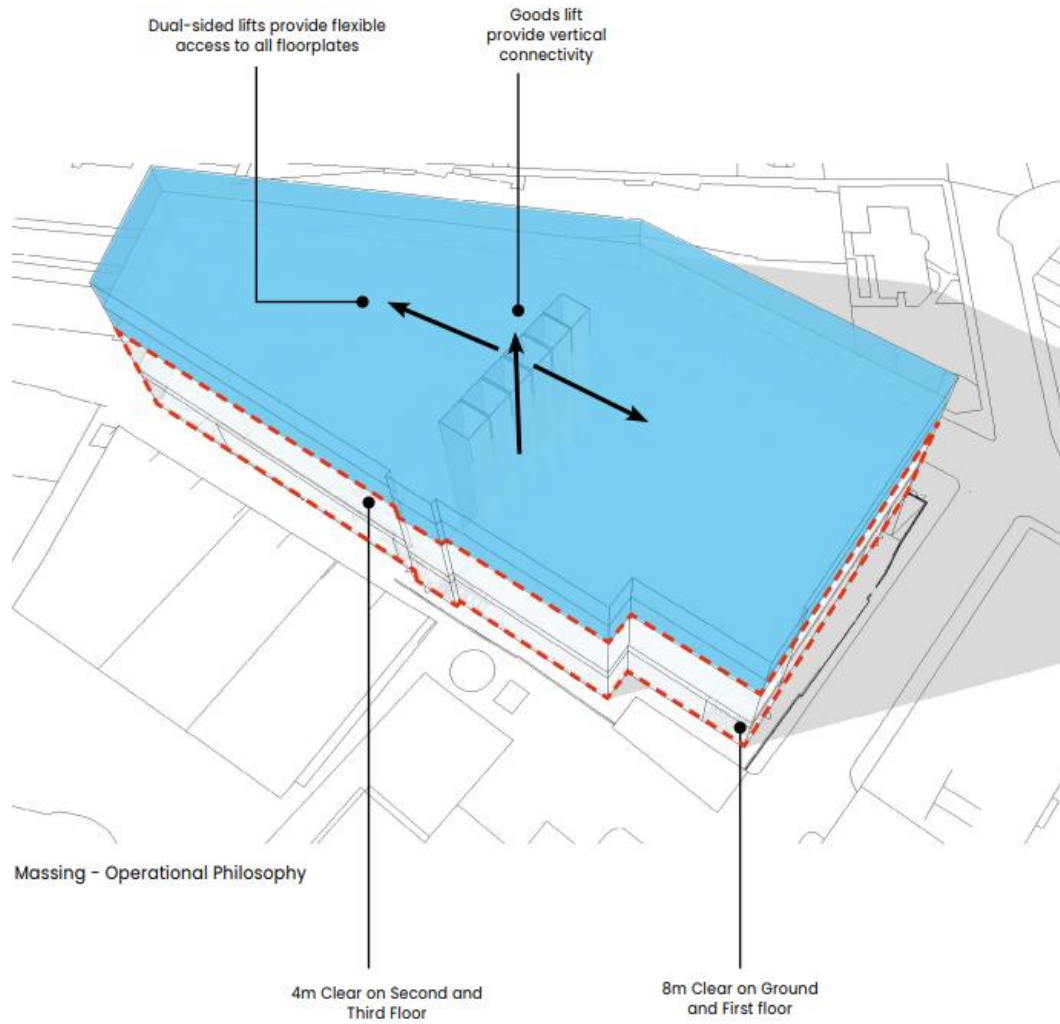 Dual-sided lifts provide flexible
access to all floorplates
Goods lift
provide vertical
connectivity
Massing - Operational Philosophy
4m Clear on Second and
Third Floor
8m Clear on Ground
and First floor